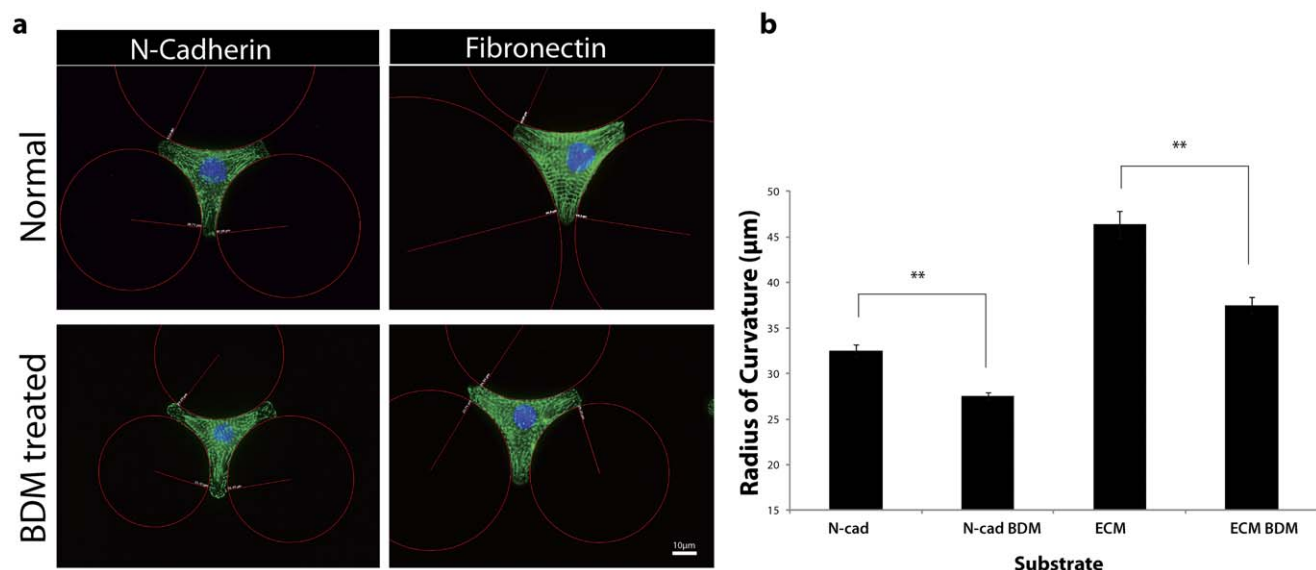 a
N-Cadherin
Fibronectin
Normal
BDM treated
10µm
b
**
**
Radius of Curvature (µm)
50
45
40
35
30
25
20
15
N-cad
N-cad BDM
ECM
ECM BDM
Substrate